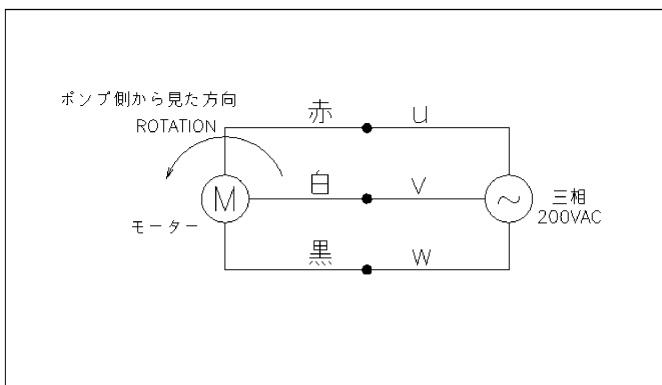 ポンプ側から見た方向
ROTATION
赤
u
M
白
v
三相
200VAC
モーター
黒
w